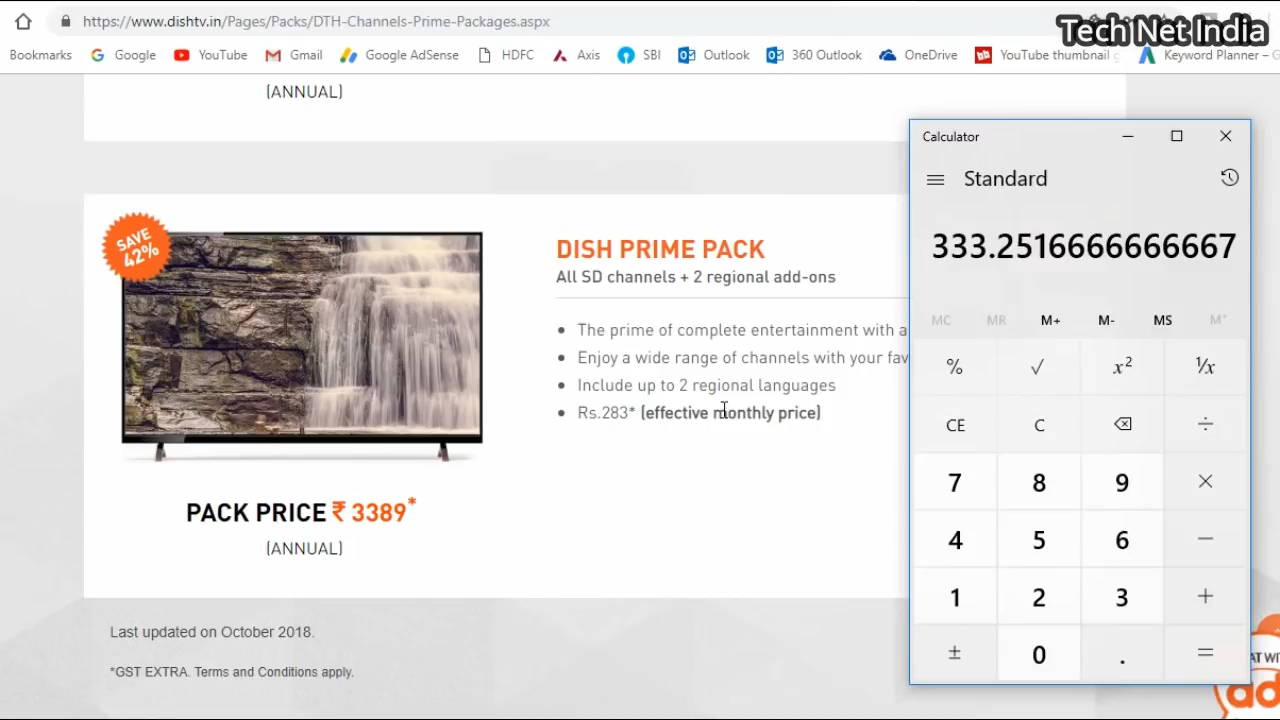 https://www.dishtv.in/Pages/Packs/DTH-Channels-Prime-Packages.aspx
Tech Net India
Bookmarks Google YouTube Gmail Google AdSense HDFC Axis SBI Outlook 360 Outlook OneDrive YouTube thumbnail Keyword Planner –
(ANNUAL)
SAVE
42%
DISH PRIME PACK
All SD channels + 2 regional add-ons
The prime of complete entertainment with a
Enjoy a wide range of channels with your fav
Include up to 2 regional languages
Rs.283* (effective monthly price)
PACK PRICE ₹ 3389*
(ANNUAL)
Last updated on October 2018.
*GST EXTRA. Terms and Conditions apply.
Calculator
Standard
333.2516666666667
MC MR M+ M- MS M˅
% √ x² ¹/x
CE C ÷
7 8 9 ×
4 5 6 −
1 2 3 +
± 0 . =
AT WI
ad